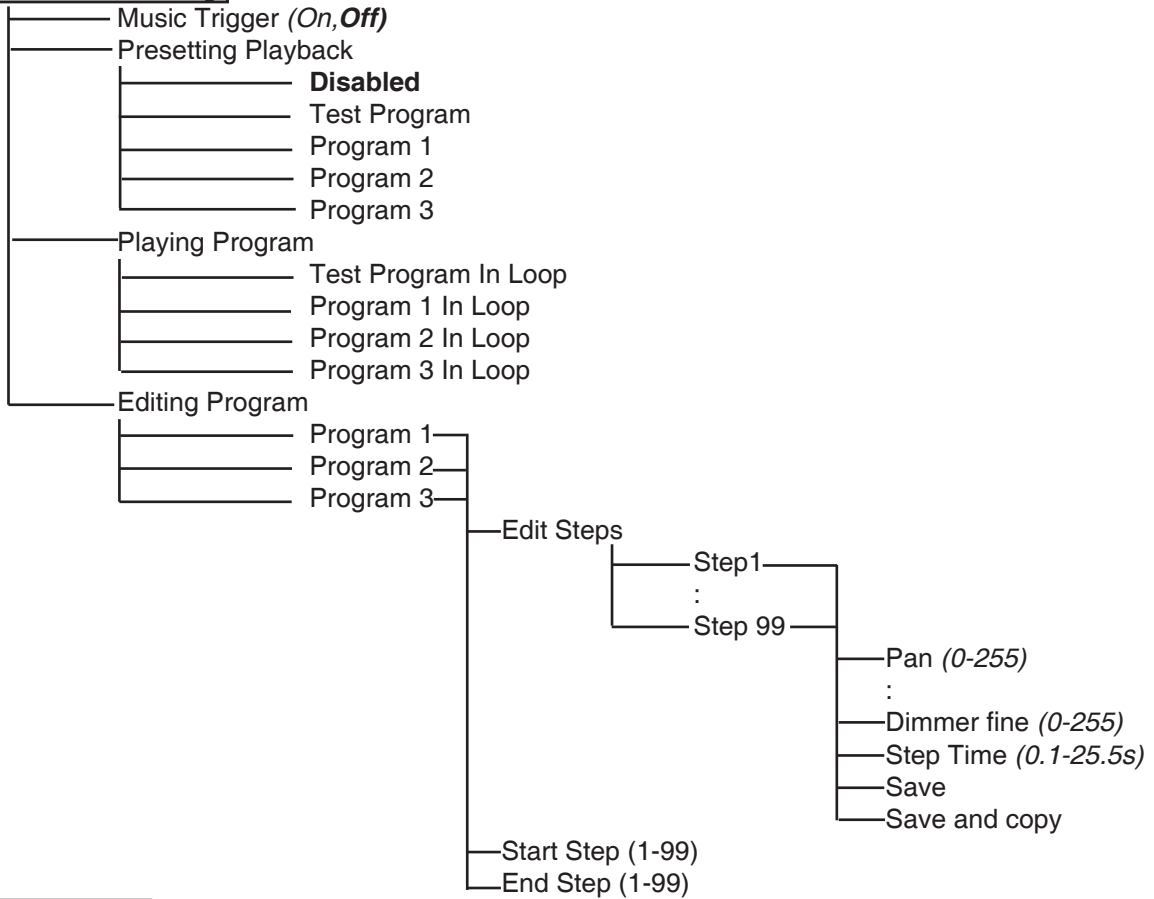 Music Trigger (On,Off)
Presetting Playback
Disabled
Test Program
Program 1
Program 2
Program 3
Playing Program
Test Program In Loop
Program 1 In Loop
Program 2 In Loop
Program 3 In Loop
Editing Program
Program 1
Program 2
Program 3
Edit Steps
Step1
:
Step 99
Pan (0-255)
:
Dimmer fine (0-255)
Step Time (0.1-25.5s)
Save
Save and copy
Start Step (1-99)
End Step (1-99)